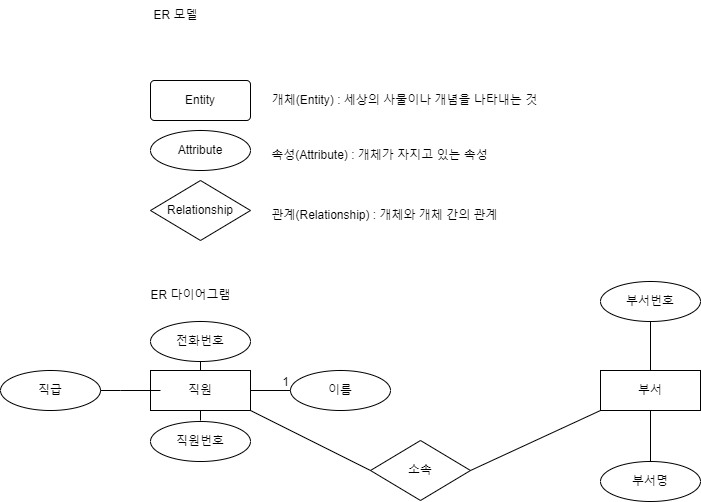 ER 모델
Entity
개체(Entity) : 세상의 사물이나 개념을 나타내는 것
Attribute
속성(Attribute) : 개체가 자지고 있는 속성
Relationship
관계(Relationship) : 개체와 개체 간의 관계
ER 다이어그램
부서번호
전화번호
직급
직원
1
이름
부서
직원번호
소속
부서명